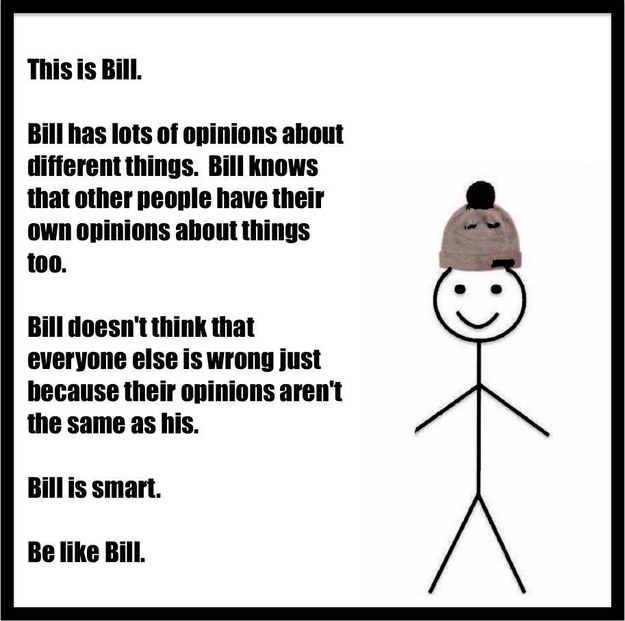 This is Bill.
Bill has lots of opinions about
different things.  Bill knows
that other people have their
own opinions about things
too.
Bill doesn't think that
everyone else is wrong just
because their opinions aren't
the same as his.
Bill is smart.
Be like Bill.